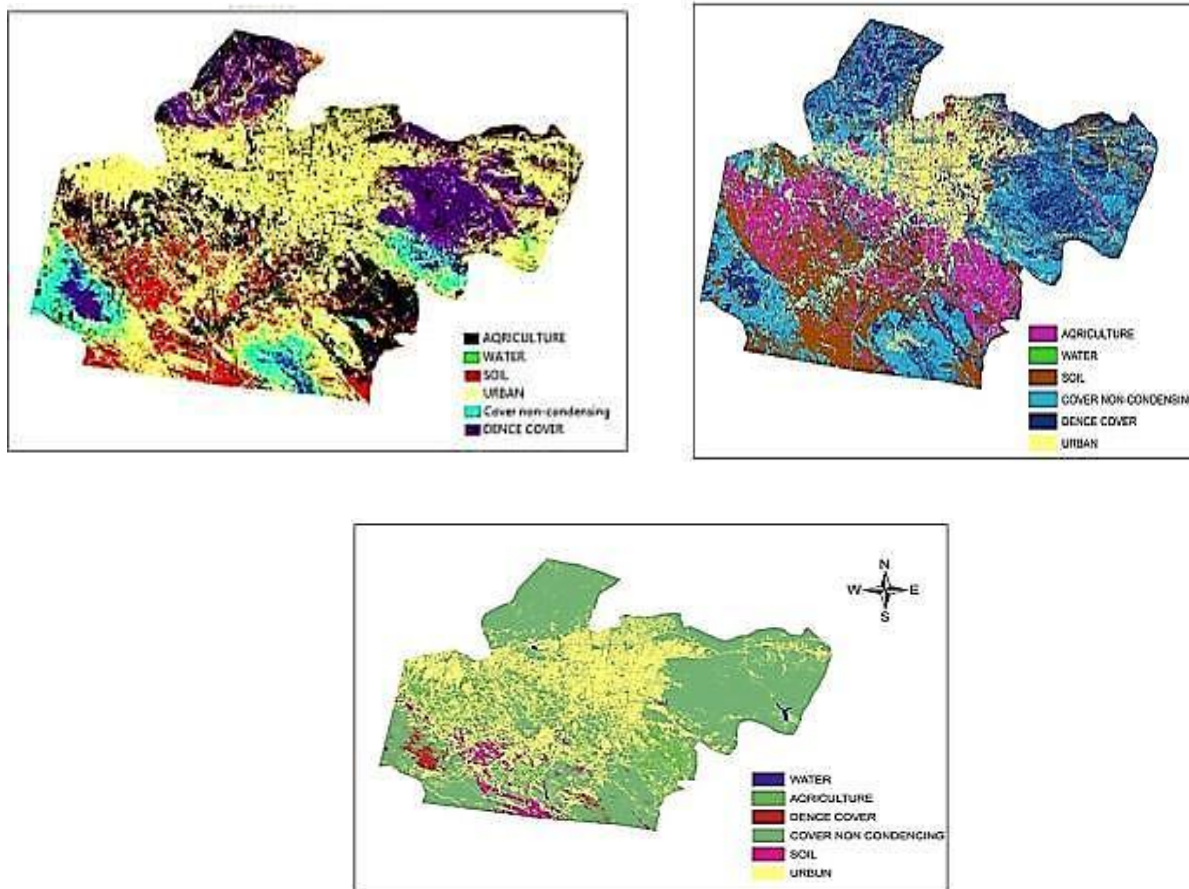 AQRICULTURE
WATER
SOIL
URBAN
Cover non-condensing
DENCE COVER
AQRICULTURE
WATER
SOIL
COVER NON-CONDENSING
DENCE COVER
URBAN
N
W E
S
WATER
AQRICULTURE
DENCE COVER
COVER NON CONDENCING
SOIL
URBUN